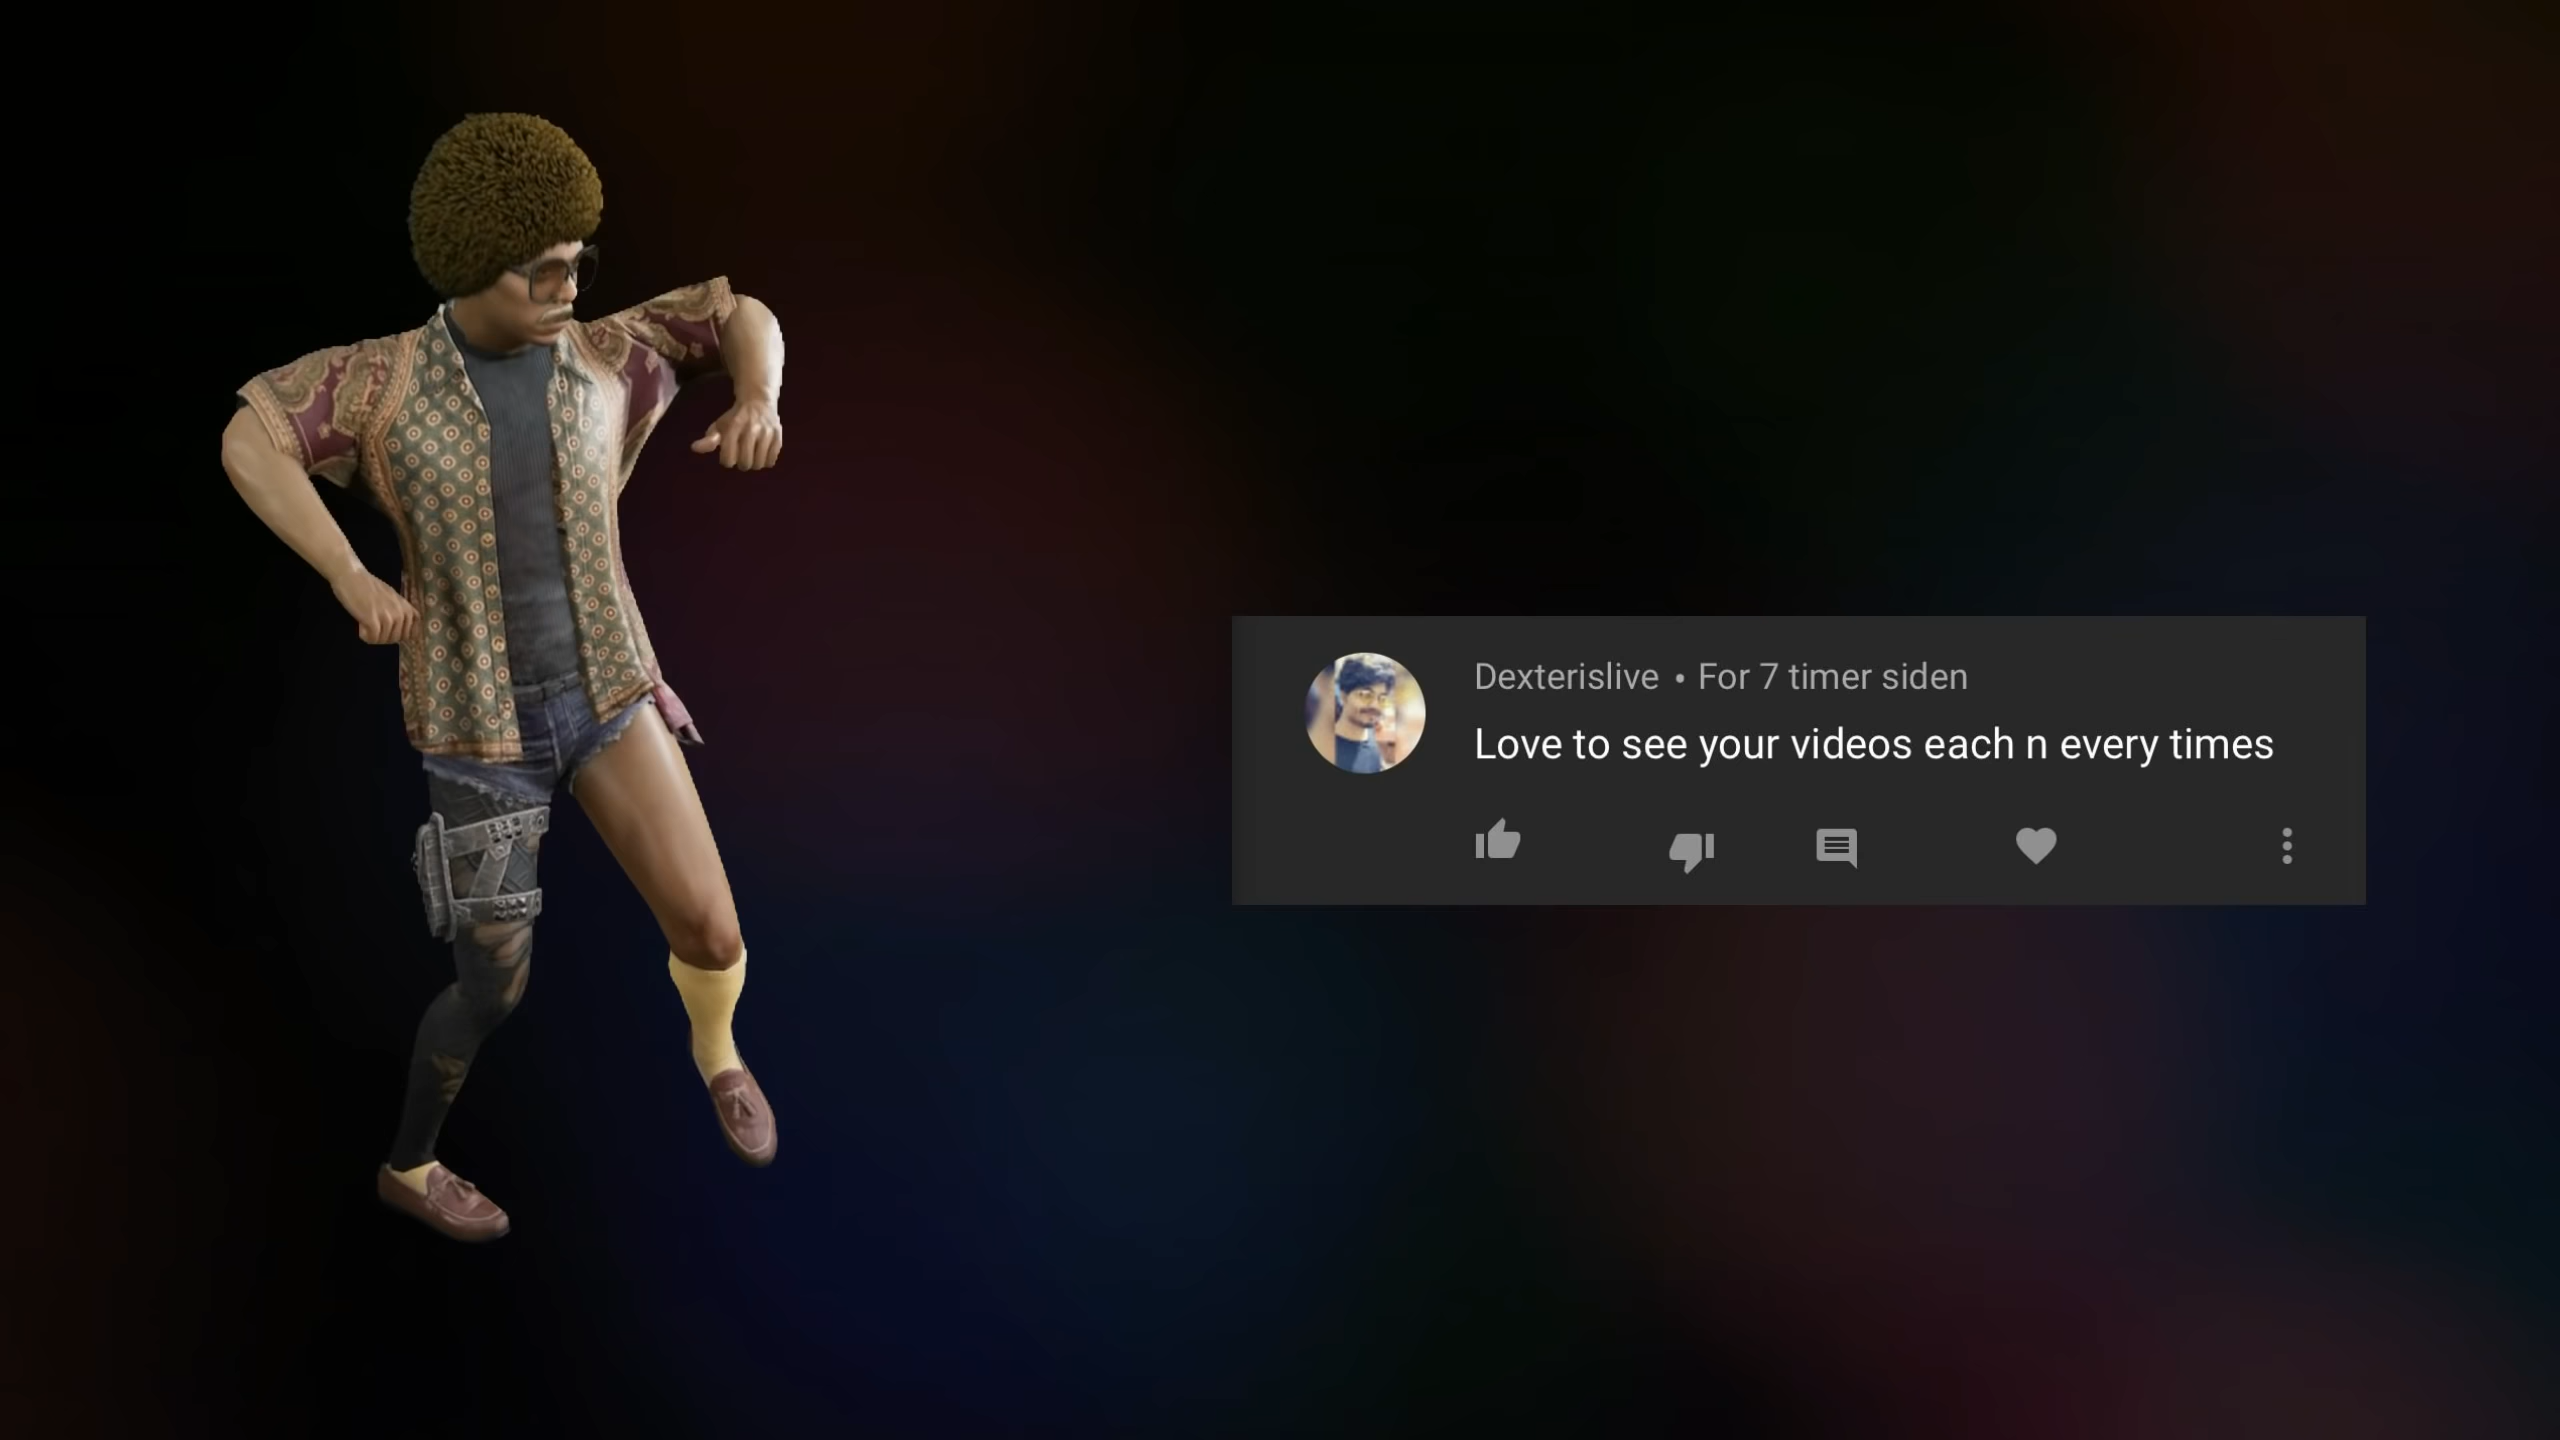 Dexterislive • For 7 timer siden
Love to see your videos each n every times